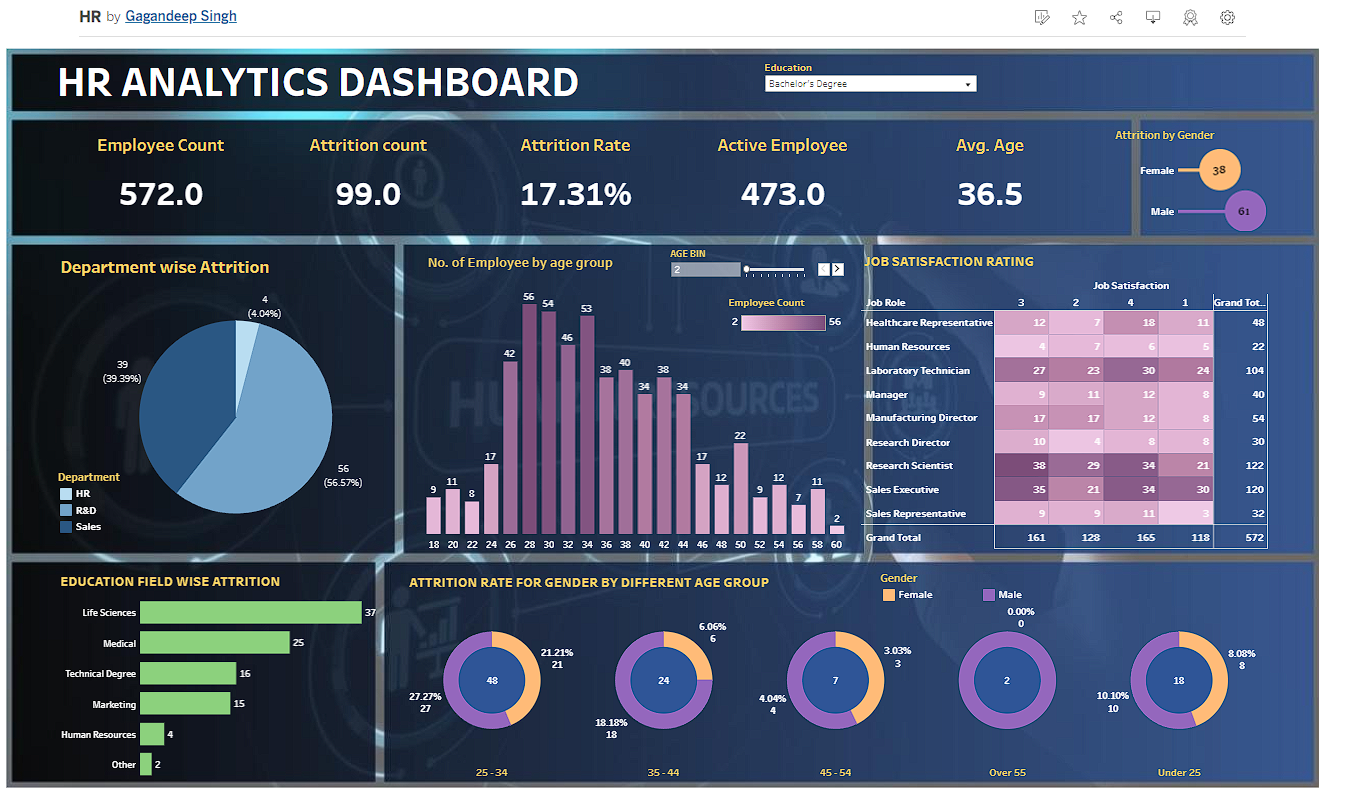 HR by Gagandeep Singh
HR ANALYTICS DASHBOARD
Education
Bachelor's Degree
Employee Count
Attrition count
Attrition Rate
Active Employee
Avg. Age
572.0
99.0
17.31%
473.0
36.5
Attrition by Gender
Female 38
Male 61
Department wise Attrition
4
(4.04%)
39
(39.39%)
56
(56.57%)
Department
HR
R&D
Sales
No. of Employee by age group
AGE BIN
2
Employee Count
2 56
9 11 8 17 42 56 54 46 53 38 40 34 38 34 17 12 22 9 12 7 11 2
18 20 22 24 26 28 30 32 34 36 38 40 42 44 46 48 50 52 54 56 58 60
HUMAN RESOURCES
JOB SATISFACTION RATING
Job Satisfaction
Job Role 3 2 4 1 Grand Tot..
Healthcare Representative 12 7 18 11 48
Human Resources 4 7 6 5 22
Laboratory Technician 27 23 30 24 104
Manager 9 11 12 8 40
Manufacturing Director 17 17 12 8 54
Research Director 10 4 8 8 30
Research Scientist 38 29 34 21 122
Sales Executive 35 21 34 30 120
Sales Representative 9 9 11 3 32
Grand Total 161 128 165 118 572
EDUCATION FIELD WISE ATTRITION
Life Sciences 37
Medical 25
Technical Degree 16
Marketing 15
Human Resources 4
Other 2
ATTRITION RATE FOR GENDER BY DIFFERENT AGE GROUP
Gender
Female
Male
21.21%
21
48
27.27%
27
25 - 34
6.06%
6
24
18.18%
18
35 - 44
3.03%
3
7
4.04%
4
45 - 54
0.00%
0
2
Over 55
8.08%
8
18
10.10%
10
Under 25